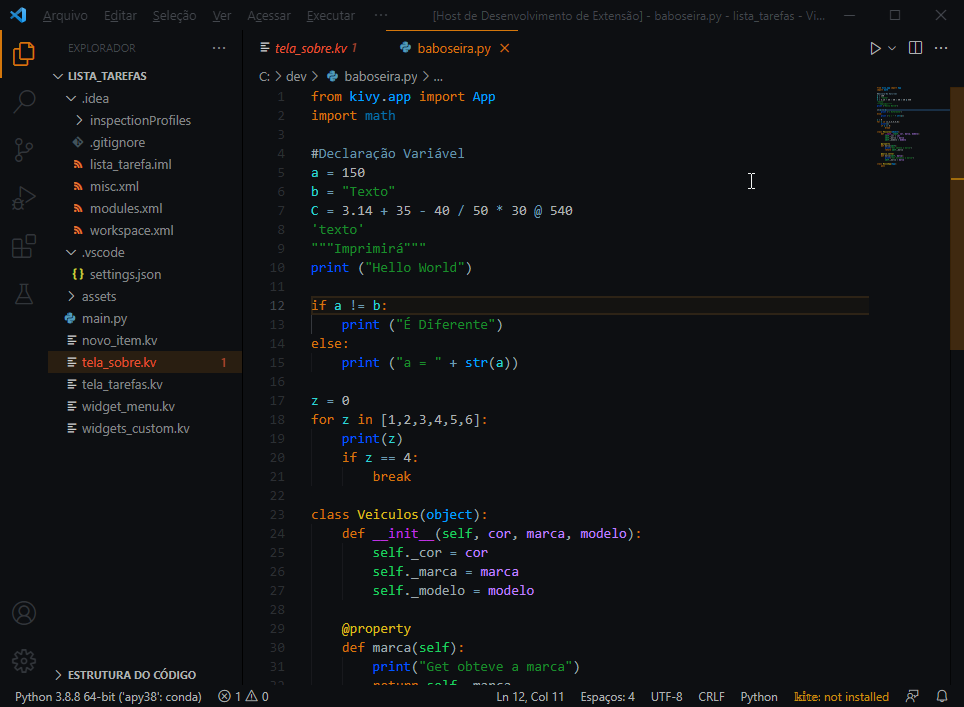 Arquivo Editar Seleção Ver Acessar Executar ··· [Host de Desenvolvimento de Extensão] - baboseira.py - lista_tarefas - Vi...
EXPLORADOR ···
LISTA_TAREFAS
.idea
inspectionProfiles
.gitignore
lista_tarefa.iml
misc.xml
modules.xml
workspace.xml
.vscode
{} settings.json
assets
main.py
novo_item.kv
tela_sobre.kv 1
tela_tarefas.kv
widget_menu.kv
widgets_custom.kv
ESTRUTURA DO CÓDIGO
tela_sobre.kv 1 baboseira.py
C: > dev > baboseira.py > ...
1 from kivy.app import App
2 import math
3
4 #Declaração Variável
5 a = 150
6 b = "Texto"
7 C = 3.14 + 35 - 40 / 50 * 30 @ 540
8 'texto'
9 """Imprimirá"""
10 print ("Hello World")
11
12 if a != b:
13 print ("É Diferente")
14 else:
15 print ("a = " + str(a))
16
17 z = 0
18 for z in [1,2,3,4,5,6]:
19 print(z)
20 if z == 4:
21 break
22
23 class Veiculos(object):
24 def __init__(self, cor, marca, modelo):
25 self._cor = cor
26 self._marca = marca
27 self._modelo = modelo
28
29 @property
30 def marca(self):
31 print("Get obteve a marca")
32 return self._marca
Python 3.8.8 64-bit ('apy38': conda) 1 0 Ln 12, Col 11 Espaços: 4 UTF-8 CRLF Python kite: not installed